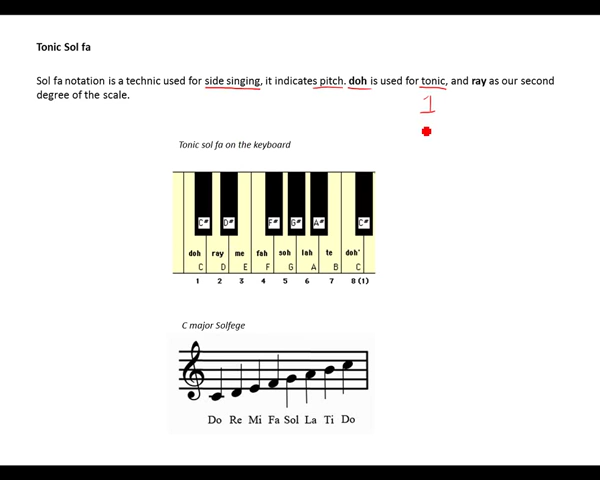 Tonic Sol fa
Sol fa notation is a technic used for side singing, it indicates pitch. doh is used for tonic, and ray as our second
degree of the scale.
1
Tonic sol fa on the keyboard
C# D# F# G# A# C#
doh ray me fah soh lah te doh'
C D E F G A B C
1 2 3 4 5 6 7 8 (1)
C major Solfege
Do Re Mi Fa Sol La Ti Do